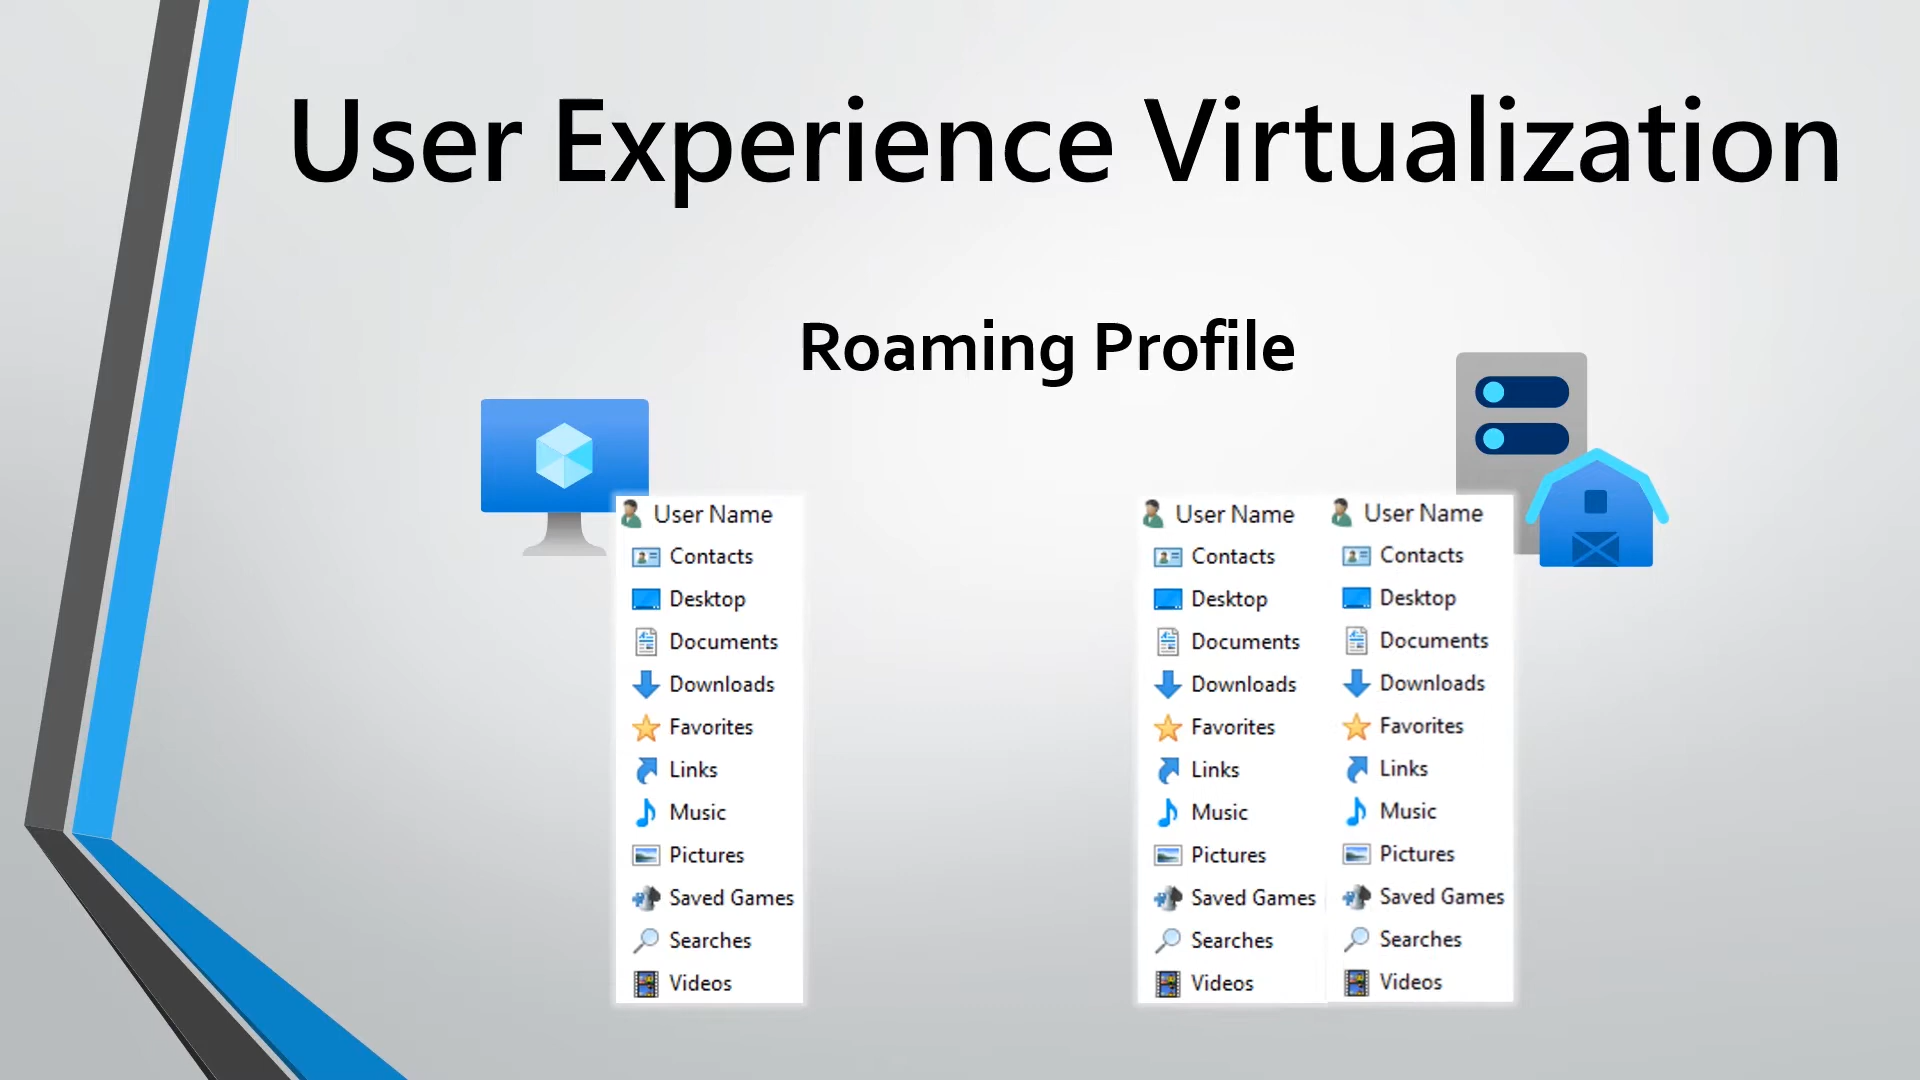 User Experience Virtualization
Roaming Profile
User Name
Contacts
Desktop
Documents
Downloads
Favorites
Links
Music
Pictures
Saved Games
Searches
Videos
User Name
Contacts
Desktop
Documents
Downloads
Favorites
Links
Music
Pictures
Saved Games
Searches
Videos
User Name
Contacts
Desktop
Documents
Downloads
Favorites
Links
Music
Pictures
Saved Games
Searches
Videos